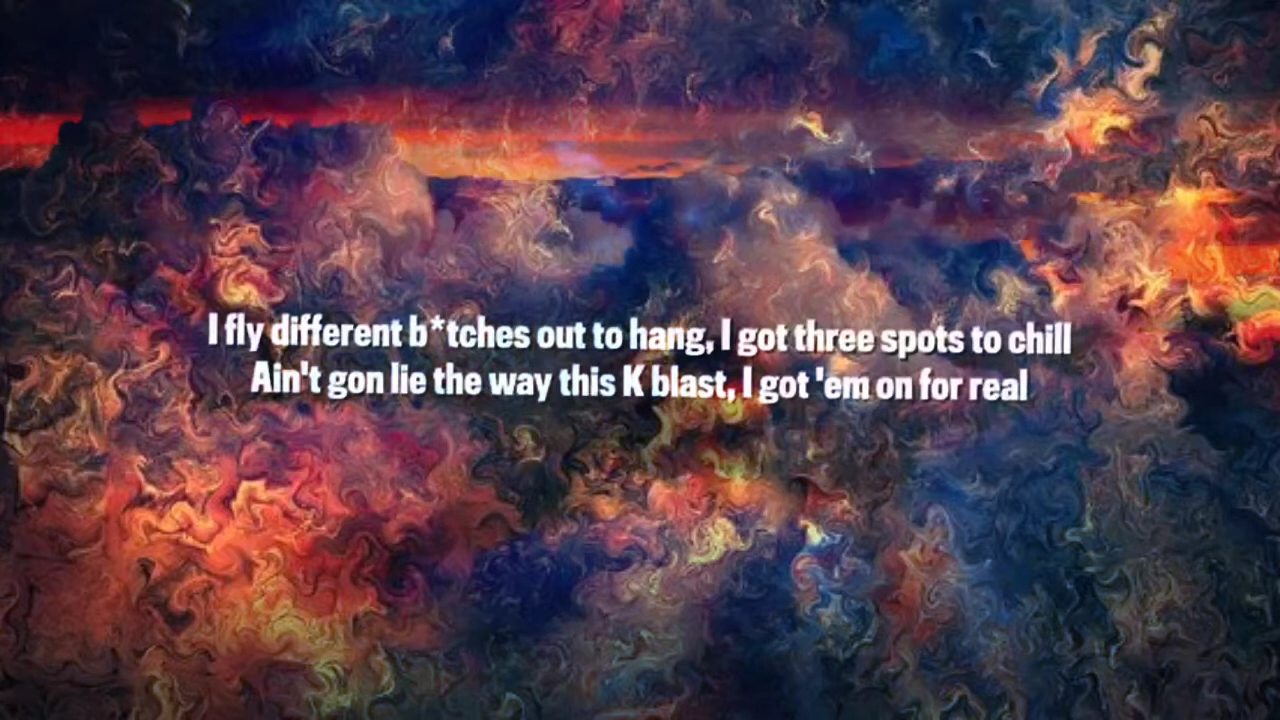 I fly different b*tches out to hang, I got three spots to chill
Ain't gon lie the way this K blast, I got 'em on for real